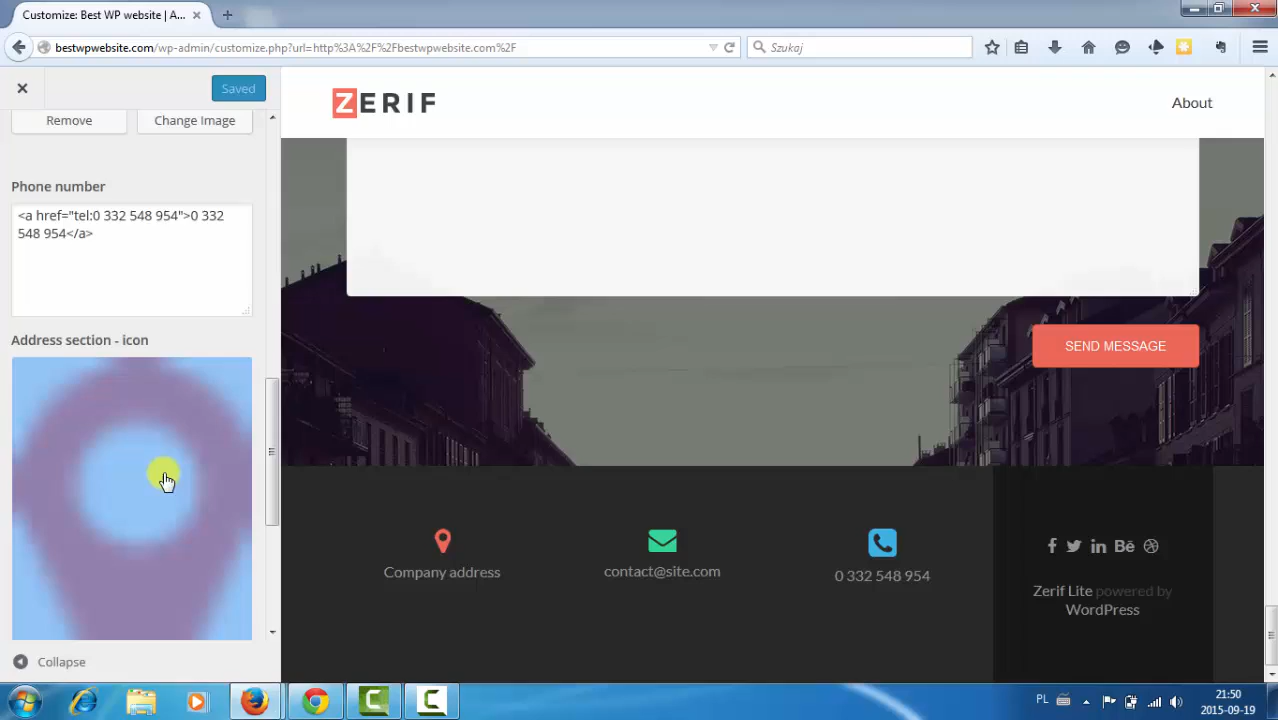 Customize: Best WP website | A...
bestwpwebsite.com/wp-admin/customize.php?url=http%3A%2F%2Fbestwpwebsite.com%2F
Szukaj
Saved
Remove
Change Image
Phone number
<a href="tel:0 332 548 954">0 332
548 954</a>
Address section - icon
Collapse
ZERIF
About
SEND MESSAGE
Company address
contact@site.com
0 332 548 954
Bē
Zerif Lite powered by
WordPress
PL
21:50
2015-09-19